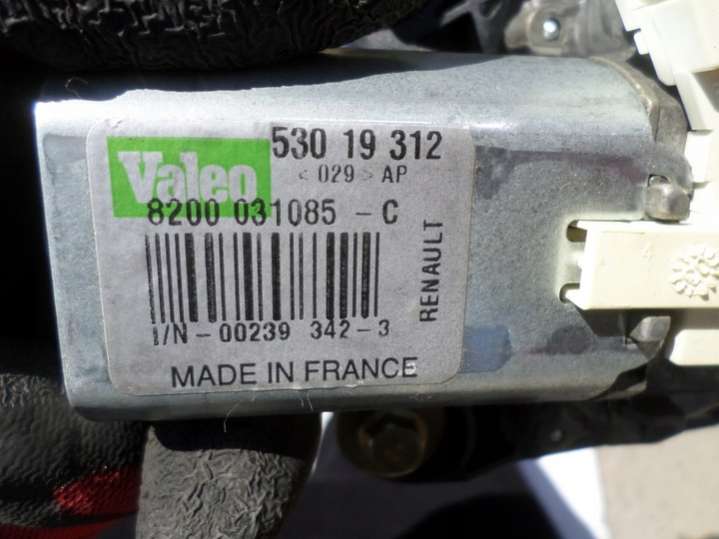 Valeo
530 19 312
< 029 > AP
8200 031085 - C
RENAULT
I/N - 00239 342 - 3
MADE IN FRANCE